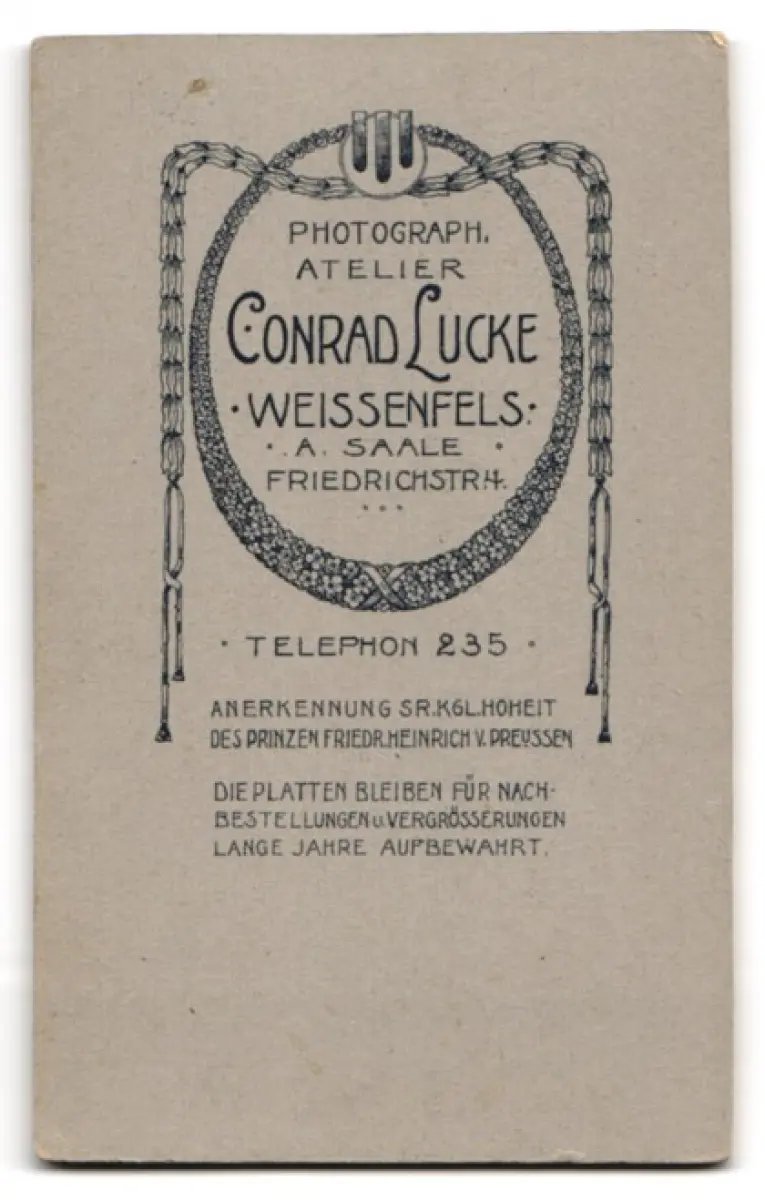 PHOTOGRAPH.
ATELIER
CONRAD LUCKE
· WEISSENFELS ·
· A. SAALE ·
FRIEDRICHSTR. 4.
· TELEPHON 235 ·
ANERKENNUNG SR. KGL. HOHEIT
DES PRINZEN FRIEDR. HEINRICH V. PREUSSEN
DIE PLATTEN BLEIBEN FÜR NACH-
BESTELLUNGEN u. VERGRÖSSERUNGEN
LANGE JAHRE AUFBEWAHRT.